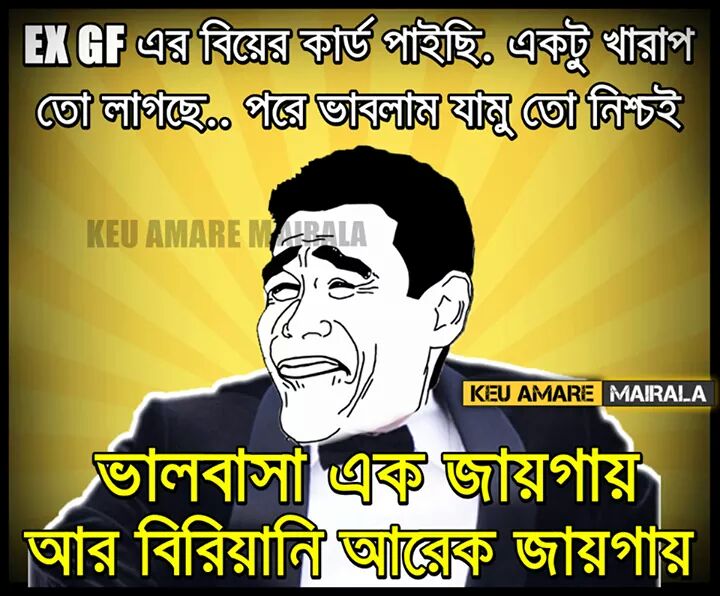 EX GF এর বিয়ের কার্ড পাইছি. একটু খারাপ
তো লাগছে.. পরে ভাবলাম যামু তো নিশ্চই
KEU AMARE MAIRALA
KEU AMARE MAIRALA
ভালবাসা এক জায়গায়
আর বিরিয়ানি আরেক জায়গায়